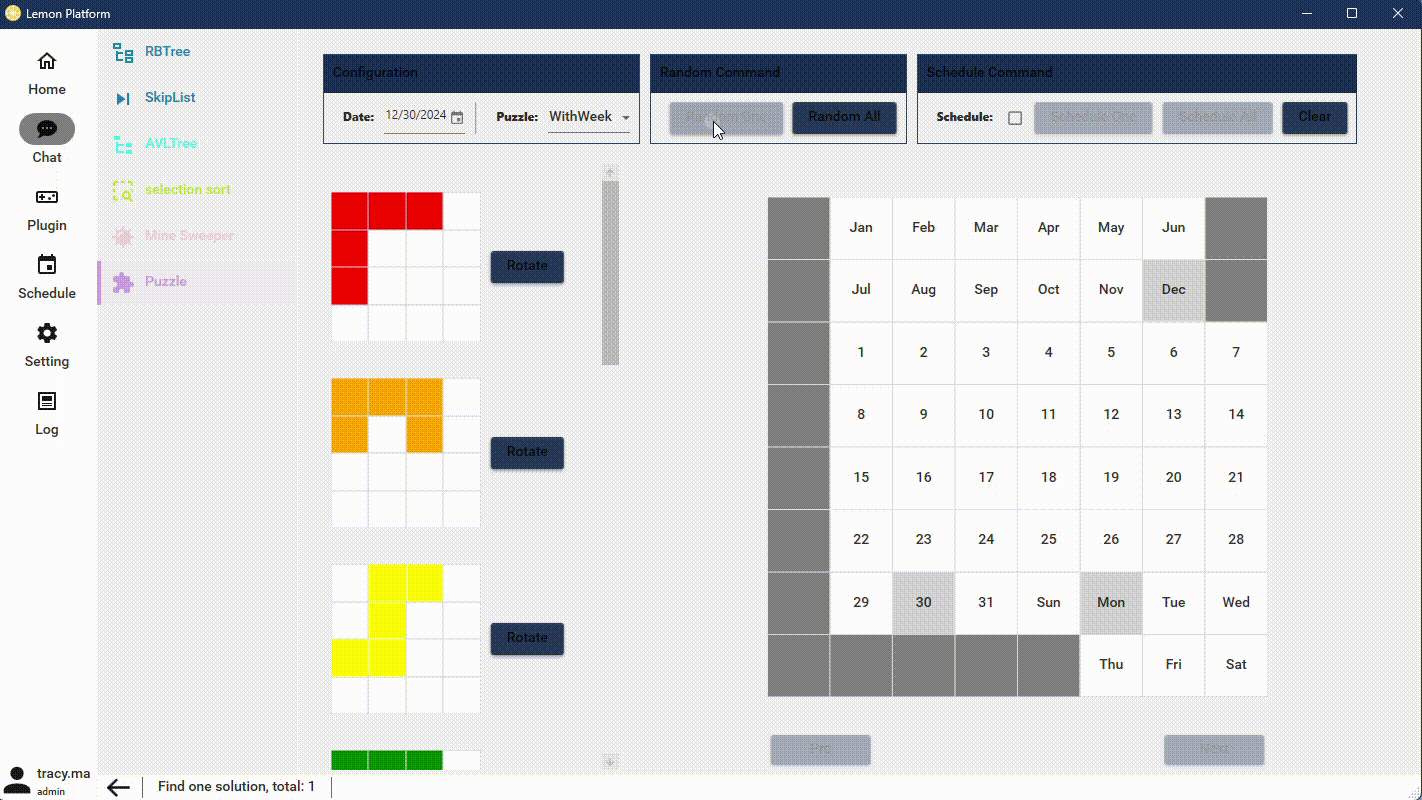 Lemon Platform
Home
Chat
Plugin
Schedule
Setting
Log
tracy.ma
admin
RBTree
SkipList
AVLTree
selection sort
Mine Sweeper
Puzzle
Configuration
Date: 12/30/2024 Puzzle: WithWeek
Random Command
Random One Random All
Schedule Command
Schedule: Schedule One Schedule All Clear
Rotate
Rotate
Rotate
Jan Feb Mar Apr May Jun
Jul Aug Sep Oct Nov Dec
1 2 3 4 5 6 7
8 9 10 11 12 13 14
15 16 17 18 19 20 21
22 23 24 25 26 27 28
29 30 31 Sun Mon Tue Wed
Thu Fri Sat
Pre Next
Find one solution, total: 1